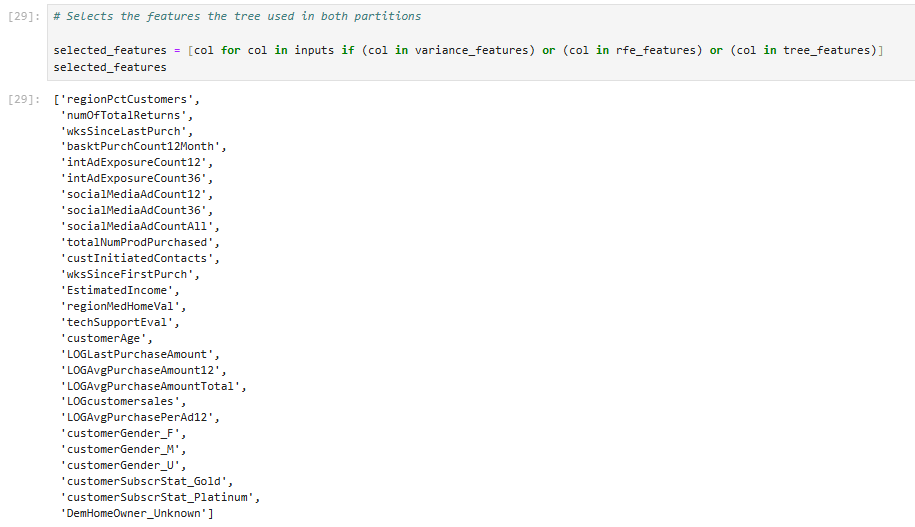 [29]: # Selects the features the tree used in both partitions
selected_features = [col for col in inputs if (col in variance_features) or (col in rfe_features) or (col in tree_features)]
selected_features
[29]: ['regionPctCustomers',
'numOfTotalReturns',
'wksSinceLastPurch',
'basktPurchCount12Month',
'intAdExposureCount12',
'intAdExposureCount36',
'socialMediaAdCount12',
'socialMediaAdCount36',
'socialMediaAdCountAll',
'totalNumProdPurchased',
'custInitiatedContacts',
'wksSinceFirstPurch',
'EstimatedIncome',
'regionMedHomeVal',
'techSupportEval',
'customerAge',
'LOGLastPurchaseAmount',
'LOGAvgPurchaseAmount12',
'LOGAvgPurchaseAmountTotal',
'LOGcustomersales',
'LOGAvgPurchasePerAd12',
'customerGender_F',
'customerGender_M',
'customerGender_U',
'customerSubscrStat_Gold',
'customerSubscrStat_Platinum',
'DemHomeOwner_Unknown']